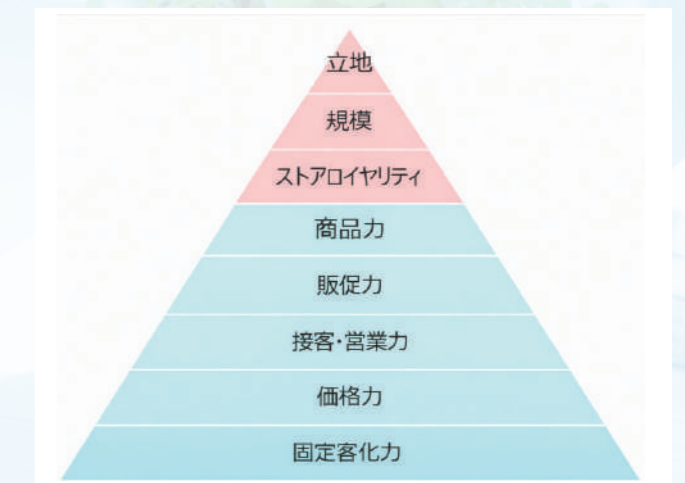 立地
規模
ストアロイヤリティ
商品力
販促力
接客・営業力
価格力
固定客化力